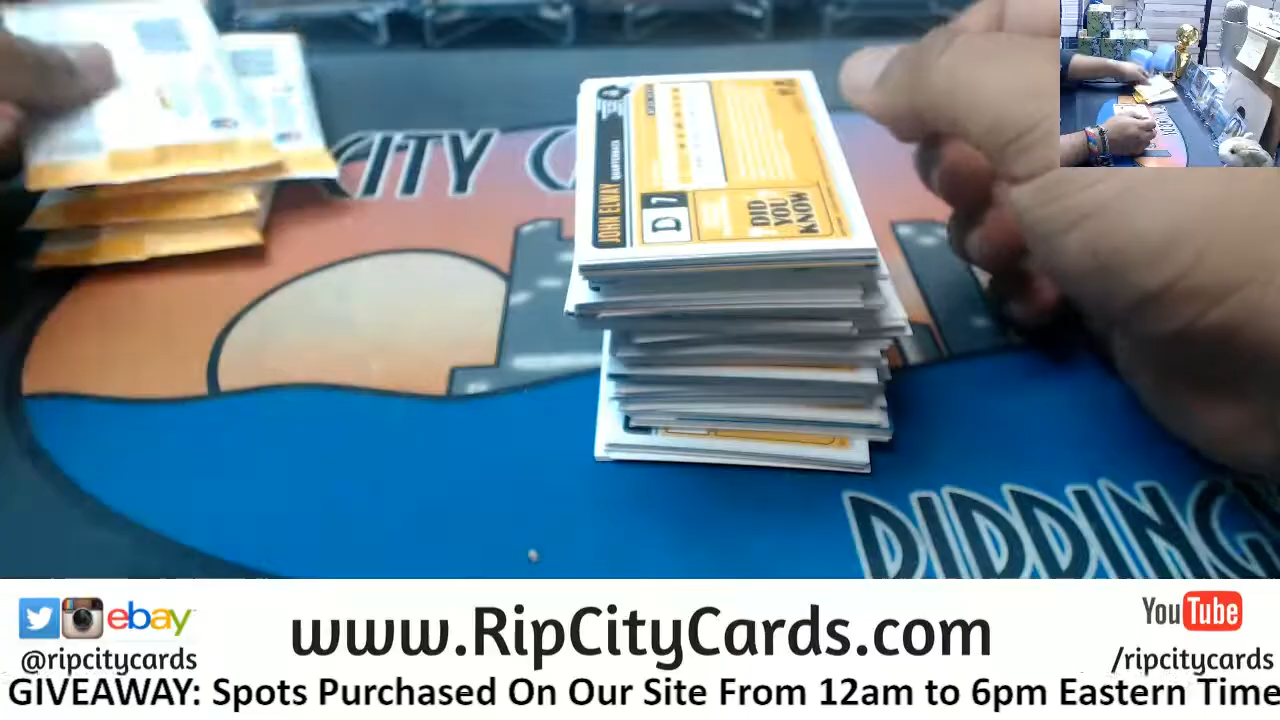 CITY C
JOHN ELWAY QUARTERBACK
D 7
DID
YOU
KNOW
DIDDING
ebay
@ripcitycards
www.RipCityCards.com
YouTube
/ripcitycards
GIVEAWAY: Spots Purchased On Our Site From 12am to 6pm Eastern Time